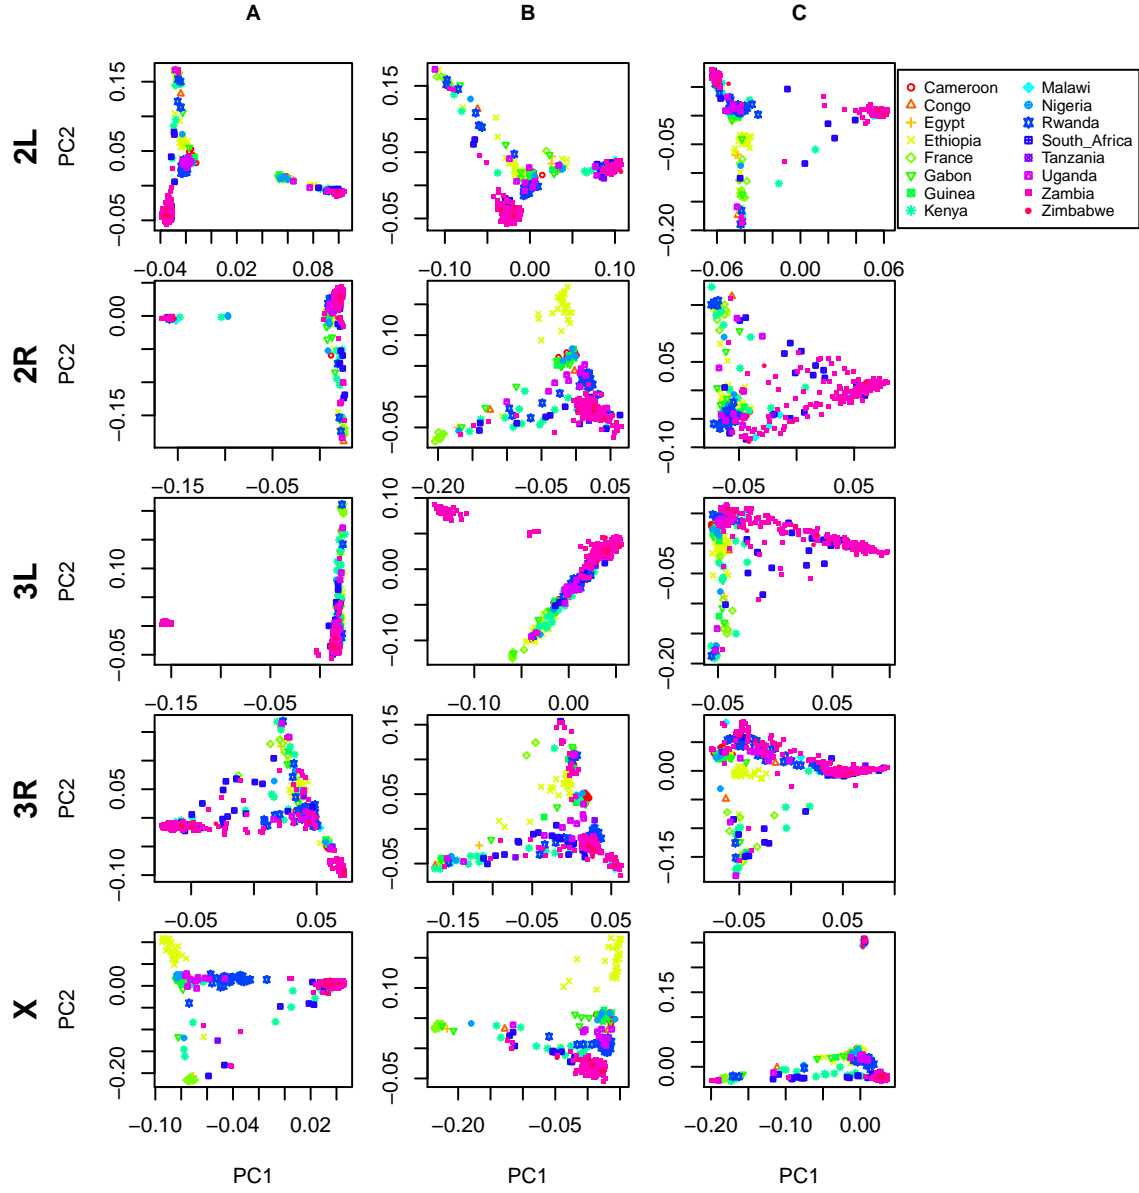 A B C
2L
PC2
−0.05 0.05 0.15
−0.04 0.02 0.08
−0.05 0.05 0.15
−0.10 0.00 0.10
−0.20 −0.05
−0.06 0.00 0.06
Cameroon Malawi
Congo Nigeria
Egypt Rwanda
Ethiopia South_Africa
France Tanzania
Gabon Uganda
Guinea Zambia
Kenya Zimbabwe
2R
PC2
−0.15 0.00
−0.15 −0.05
−0.05 0.10
−0.20 −0.05 0.05
−0.10 0.05
−0.05 0.05
3L
PC2
−0.05 0.10
−0.15 −0.05
−0.10 0.00 0.10
−0.10 0.00
−0.20 −0.05
−0.05 0.05
3R
PC2
−0.10 0.05
−0.05 0.05
−0.05 0.05 0.15
−0.15 −0.05 0.05
−0.15 0.00
−0.05 0.05
X
PC2
−0.20 0.00
−0.10 −0.04 0.02
−0.05 0.10
−0.20 −0.05
0.00 0.15
−0.20 −0.10 0.00
PC1 PC1 PC1